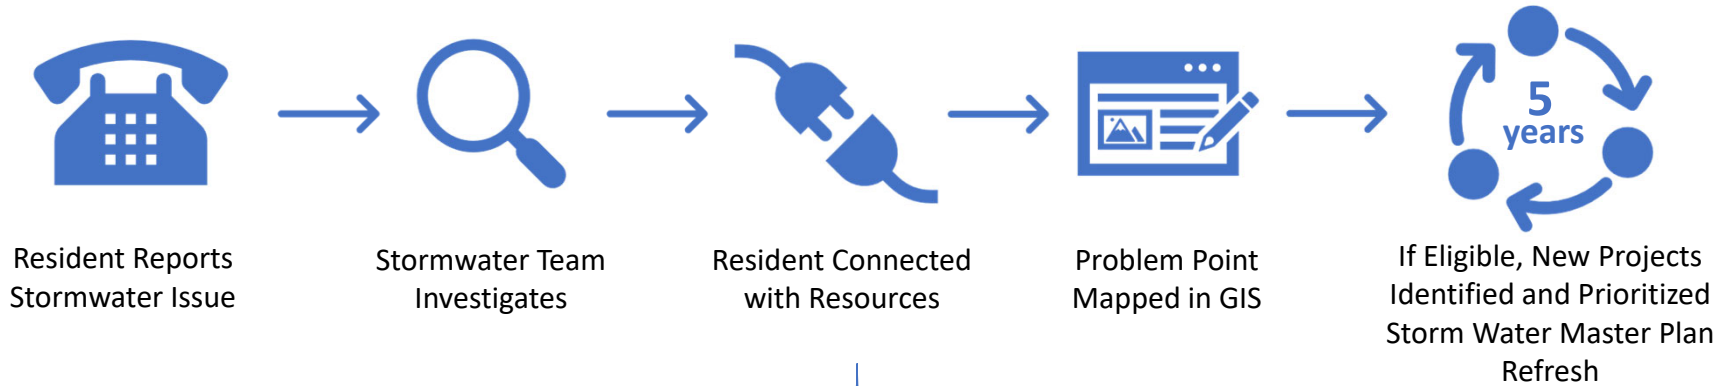 5
years
Resident Reports
Stormwater Issue
Stormwater Team
Investigates
Resident Connected
with Resources
Problem Point
Mapped in GIS
If Eligible, New Projects
Identified and Prioritized
Storm Water Master Plan
Refresh